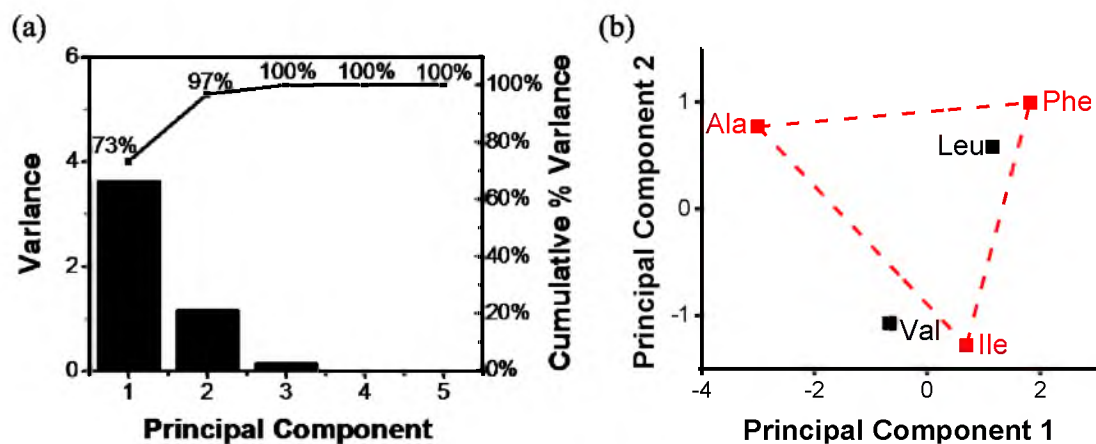 (a)
6
4
2
0
Variance
73%
97%
100%
100%
100%
100%
80%
60%
40%
20%
0%
Cumulative % Variance
1 2 3 4 5
Principal Component
(b)
1
0
-1
Principal Component 2
Ala
Phe
Leu
Val
Ile
-4 -2 0 2
Principal Component 1